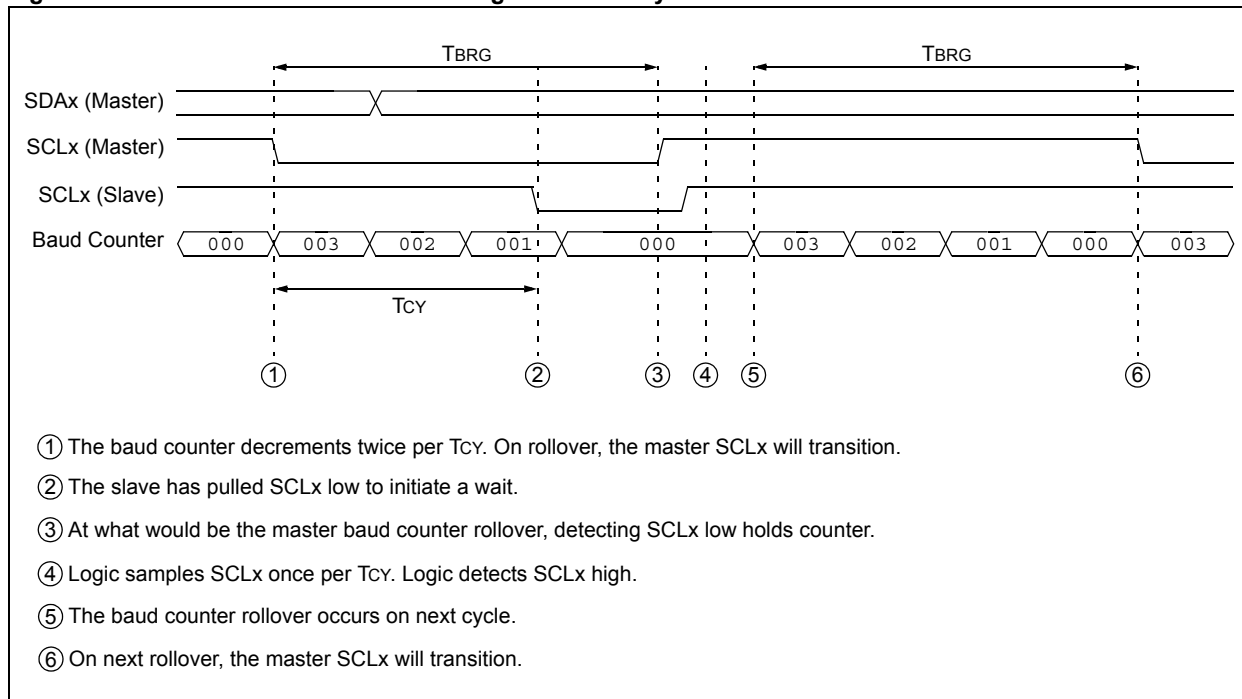 TBRG TBRG
SDAx (Master)
SCLx (Master)
SCLx (Slave)
Baud Counter 000 003 002 001 000 003 002 001 000 003
TCY
1 2 3 4 5 6
1 The baud counter decrements twice per TCY. On rollover, the master SCLx will transition.
2 The slave has pulled SCLx low to initiate a wait.
3 At what would be the master baud counter rollover, detecting SCLx low holds counter.
4 Logic samples SCLx once per TCY. Logic detects SCLx high.
5 The baud counter rollover occurs on next cycle.
6 On next rollover, the master SCLx will transition.